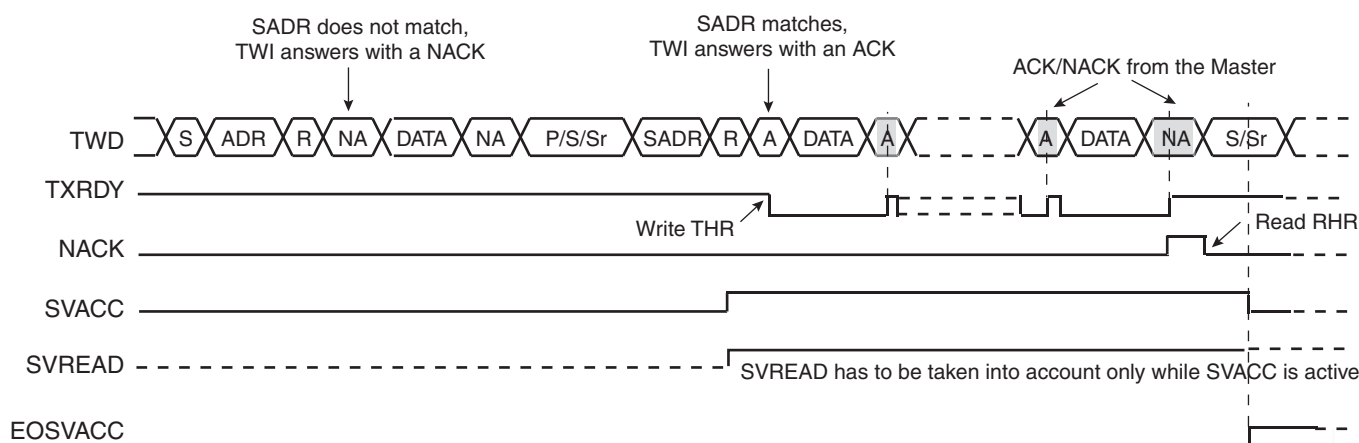 SADR does not match,
TWI answers with a NACK
SADR matches,
TWI answers with an ACK
ACK/NACK from the Master
TWD S ADR R NA DATA NA P/S/Sr SADR R A DATA A A DATA NA S/Sr
TXRDY
Write THR
Read RHR
NACK
SVACC
SVREAD
SVREAD has to be taken into account only while SVACC is active
EOSVACC